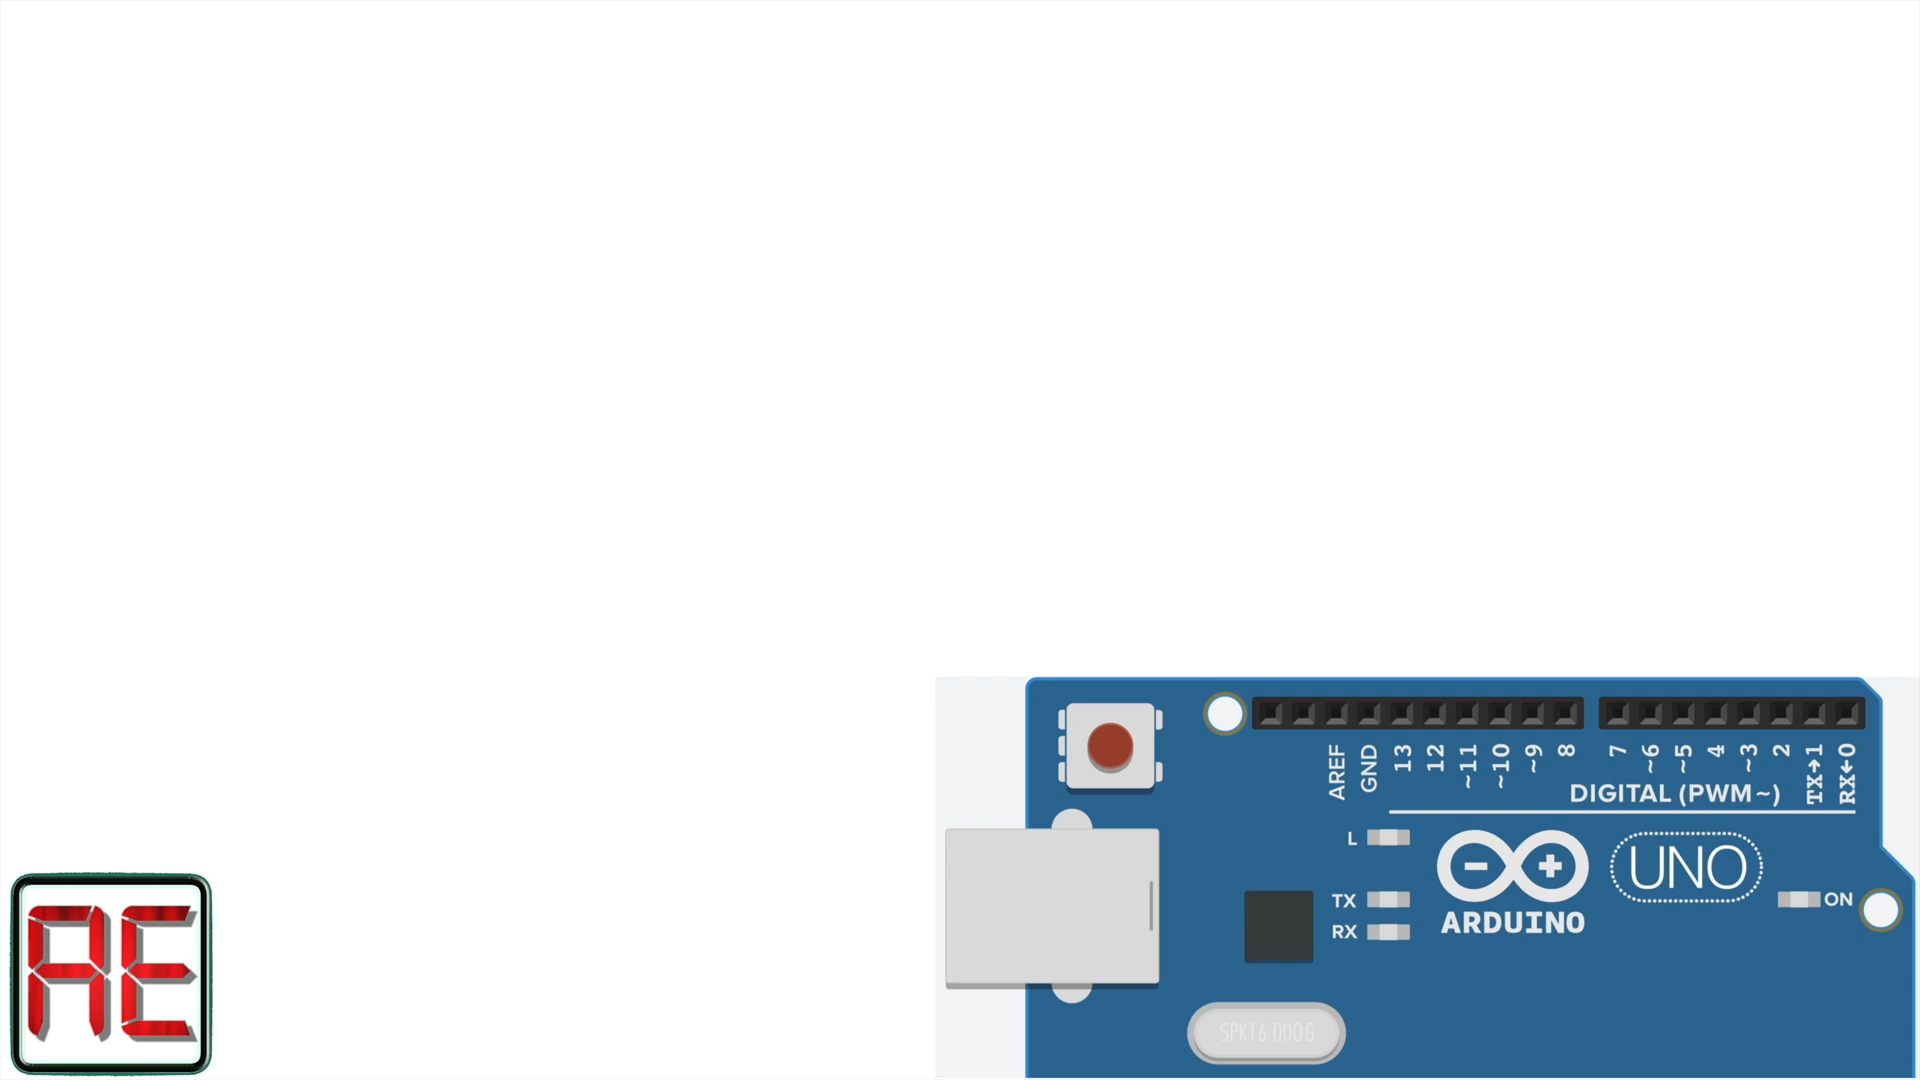 AREF GND 13 12 ~11 ~10 ~9 8 7 ~6 ~5 4 ~3 2 TX→1 RX←0
DIGITAL (PWM~)
L
TX
RX
ARDUINO
UNO
ON
SPK16.000G
AE